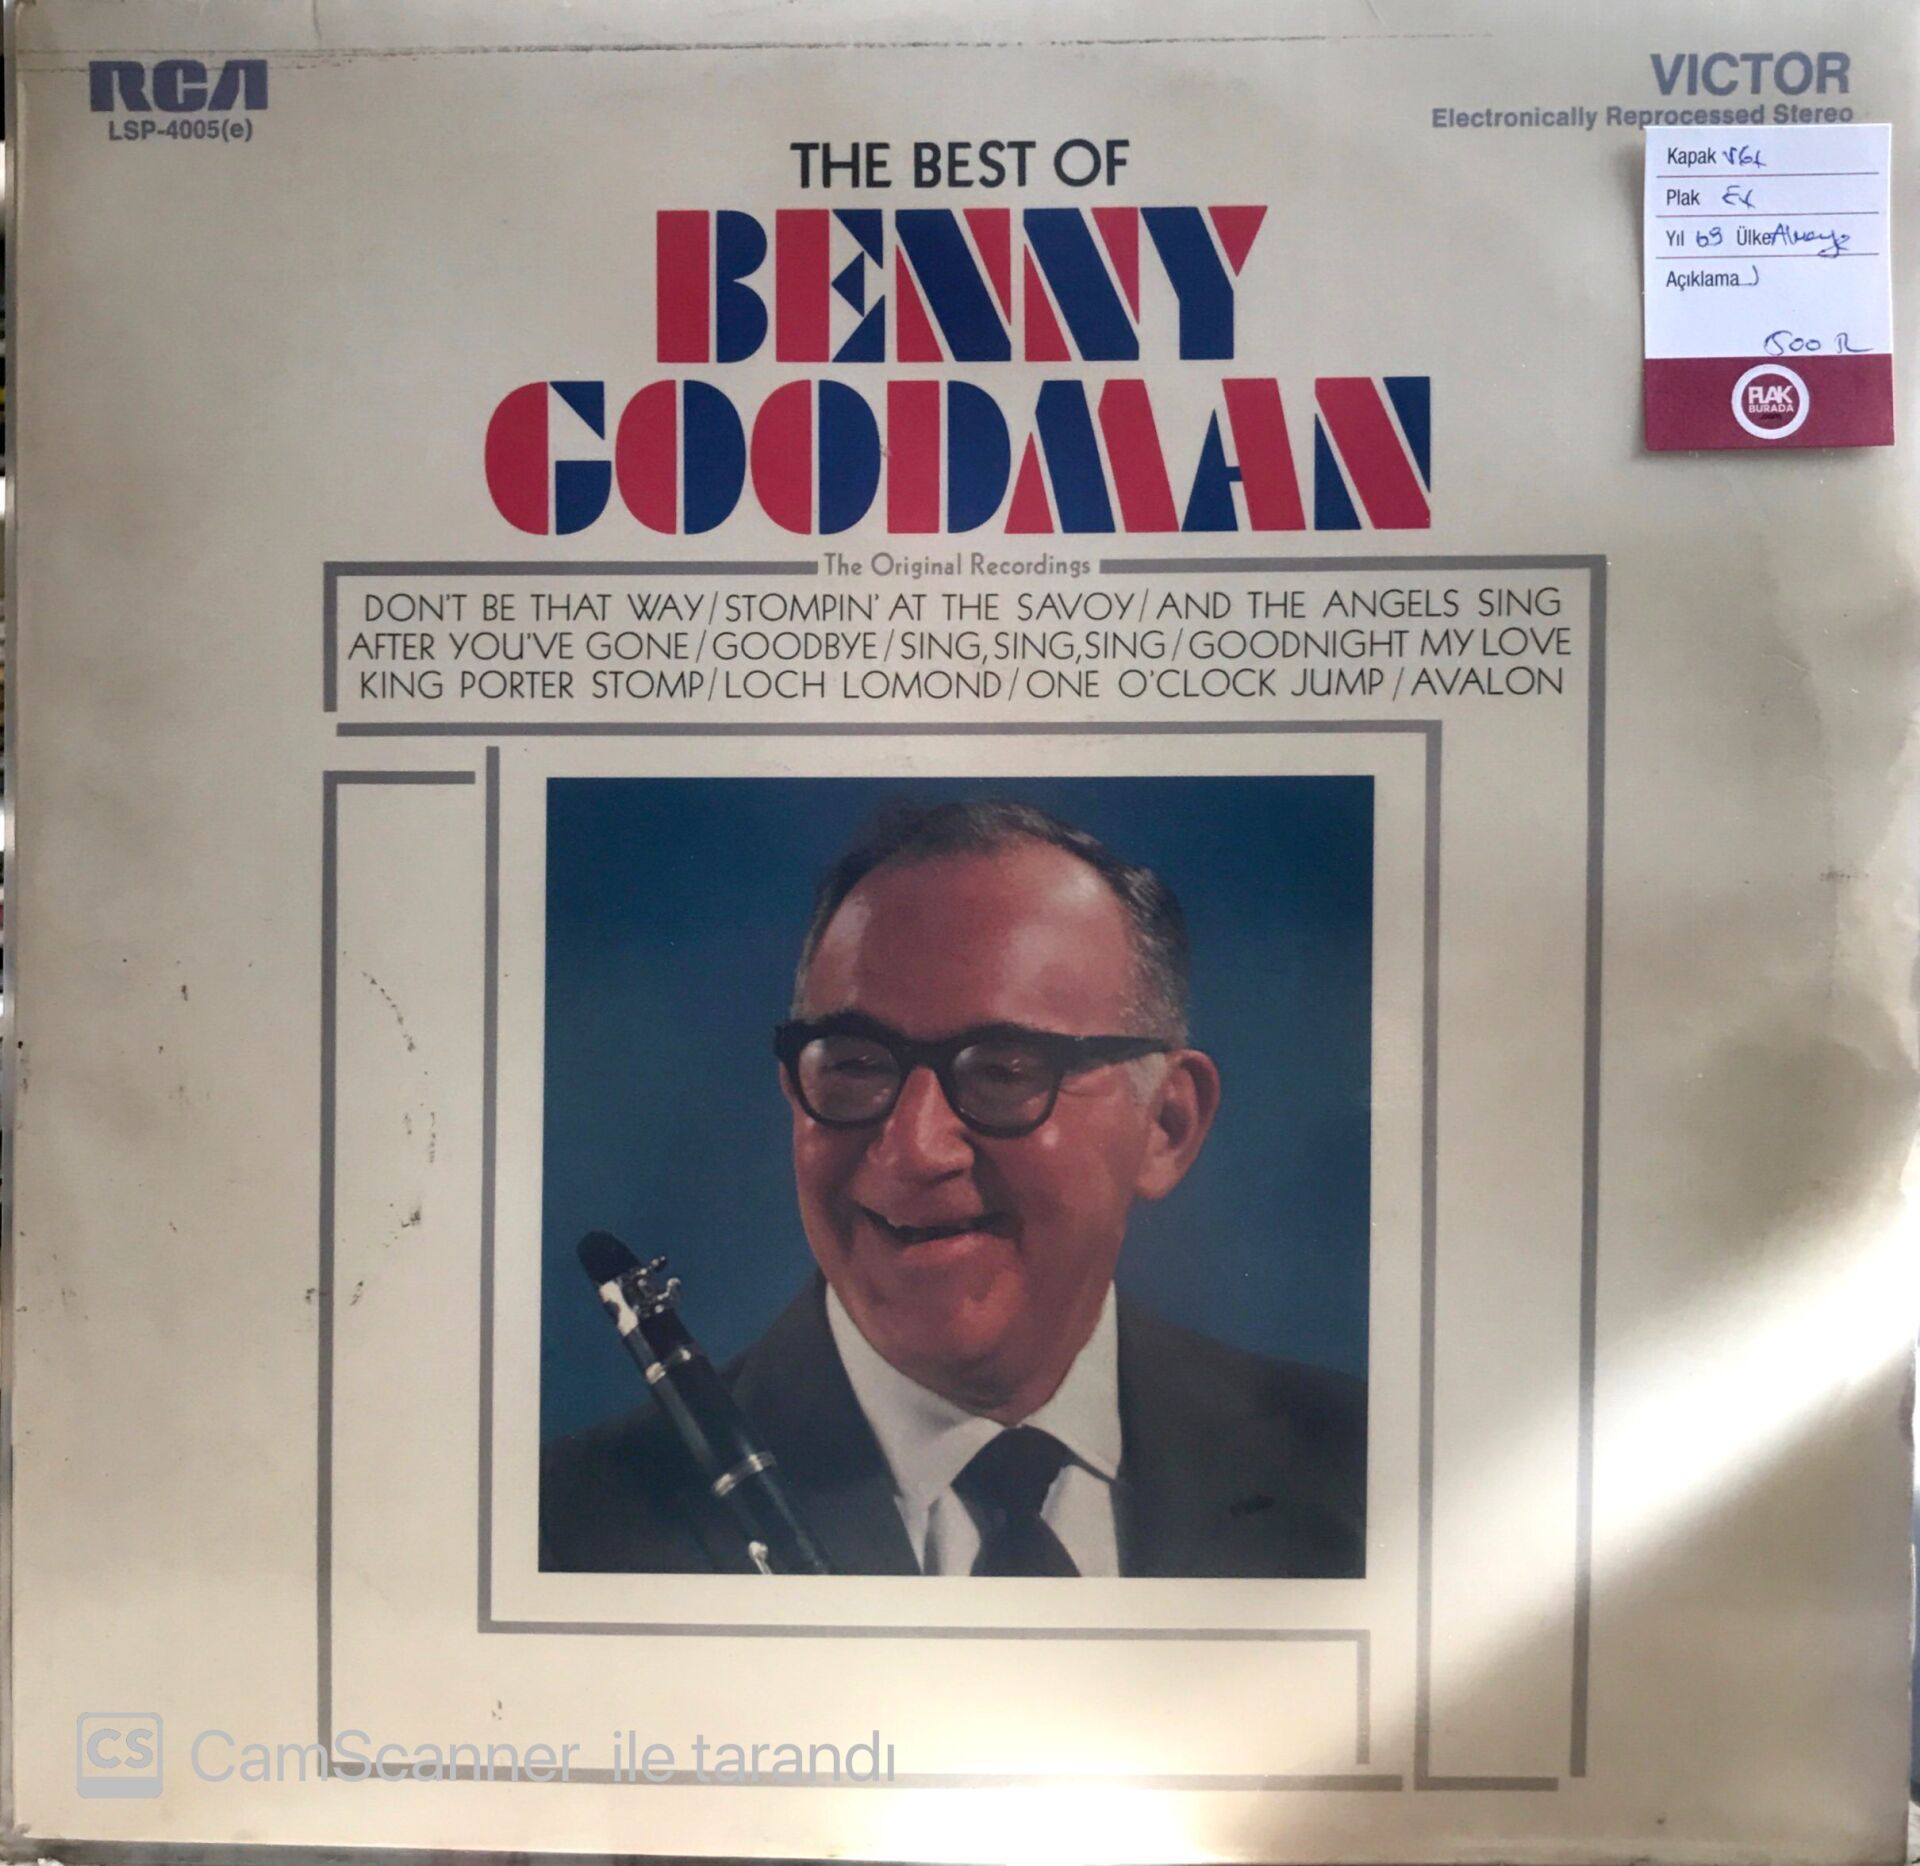 RCA
LSP-4005(e)
VICTOR
Electronically Reprocessed Stereo
THE BEST OF
BENNY
GOODMAN
Kapak VG+
Plak Ex
Yıl 69 Ülke Almanya
Açıklama
500 TL
PLAK
BURADA
The Original Recordings
DON'T BE THAT WAY/STOMPIN' AT THE SAVOY/AND THE ANGELS SING
AFTER YOU'VE GONE/GOODBYE/SING, SING, SING/GOODNIGHT MY LOVE
KING PORTER STOMP/LOCH LOMOND/ONE O'CLOCK JUMP/AVALON
CS CamScanner ile tarandı